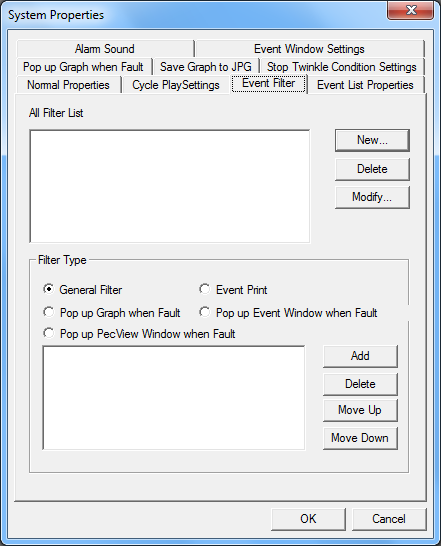 System Properties
Alarm Sound
Event Window Settings
Pop up Graph when Fault
Save Graph to JPG
Stop Twinkle Condition Settings
Normal Properties
Cycle PlaySettings
Event Filter
Event List Properties
All Filter List
New...
Delete
Modify...
Filter Type
General Filter
Event Print
Pop up Graph when Fault
Pop up Event Window when Fault
Pop up PecView Window when Fault
Add
Delete
Move Up
Move Down
OK
Cancel